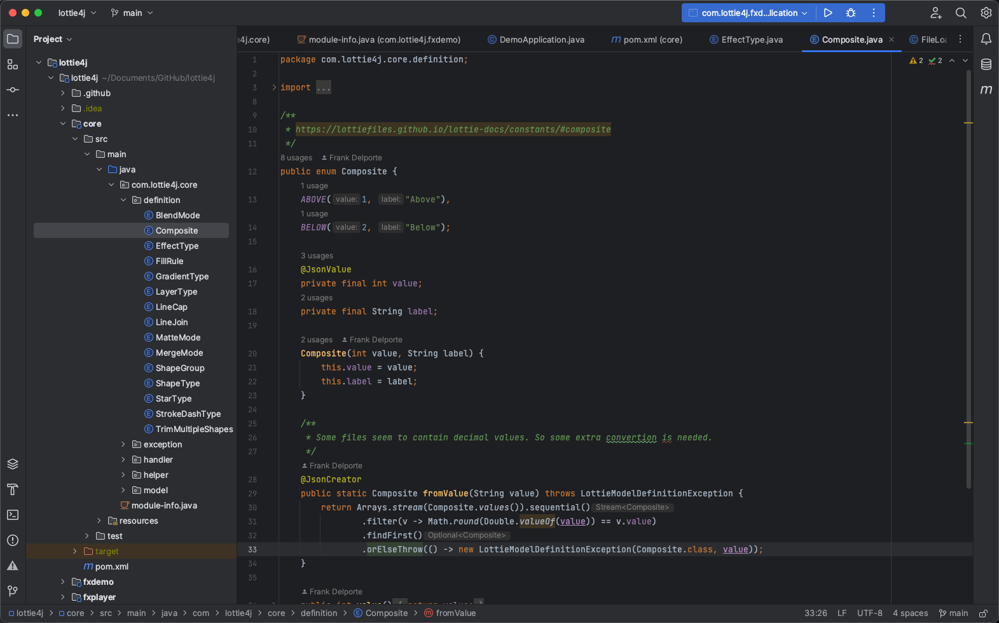 lottie4j
main
com.lottie4j.fxd...lication
Project
e4j.core)
module-info.java (com.lottie4j.fxdemo)
DemoApplication.java
pom.xml (core)
EffectType.java
Composite.java
FileLoa
lottie4j
lottie4j ~/Documents/GitHub/lottie4j
.github
.idea
core
src
main
java
com.lottie4j.core
definition
BlendMode
Composite
EffectType
FillRule
GradientType
LayerType
LineCap
LineJoin
MatteMode
MergeMode
ShapeGroup
ShapeType
StarType
StrokeDashType
TrimMultipleShapes
exception
handler
helper
model
module-info.java
resources
test
target
pom.xml
fxdemo
fxplayer
2 2
1 package com.lottie4j.core.definition;
2
3 import ...
8
9 /**
10 * https://lottiefiles.github.io/lottie-docs/constants/#composite
11 */
8 usages Frank Delporte
12 public enum Composite {
1 usage
13 ABOVE( value: 1, label: "Above"),
1 usage
14 BELOW( value: 2, label: "Below");
15
3 usages
16 @JsonValue
17 private final int value;
2 usages
18 private final String label;
19
2 usages Frank Delporte
20 Composite(int value, String label) {
21 this.value = value;
22 this.label = label;
23 }
24
25 /**
26 * Some files seem to contain decimal values. So some extra convertion is needed.
27 */
Frank Delporte
28 @JsonCreator
29 public static Composite fromValue(String value) throws LottieModelDefinitionException {
30 return Arrays.stream(Composite.values()).sequential() Stream<Composite>
31 .filter(v -> Math.round(Double.valueOf(value)) == v.value)
32 .findFirst() Optional<Composite>
33 .orElseThrow(() -> new LottieModelDefinitionException(Composite.class, value));
34 }
35
Frank Delporte
public int value() { return value; }
lottie4j > core > src > main > java > com > lottie4j > core > definition > Composite > fromValue
33:26 LF UTF-8 4 spaces main